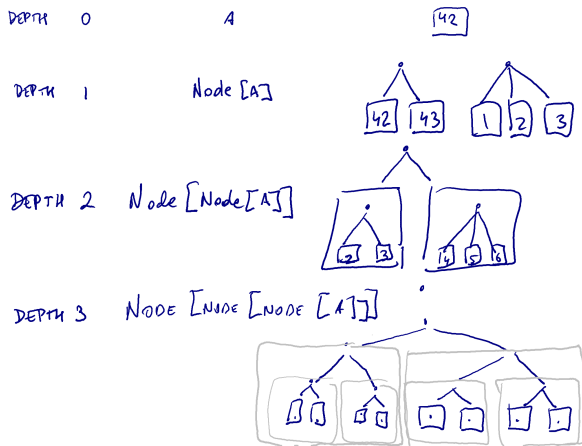 DEPTH 0 A 42
DEPTH 1 Node [A] 42 43 1 2 3
DEPTH 2 Node [Node[A]] 2 3 4 5 6
DEPTH 3 NODE [NODE [NODE [A]]]